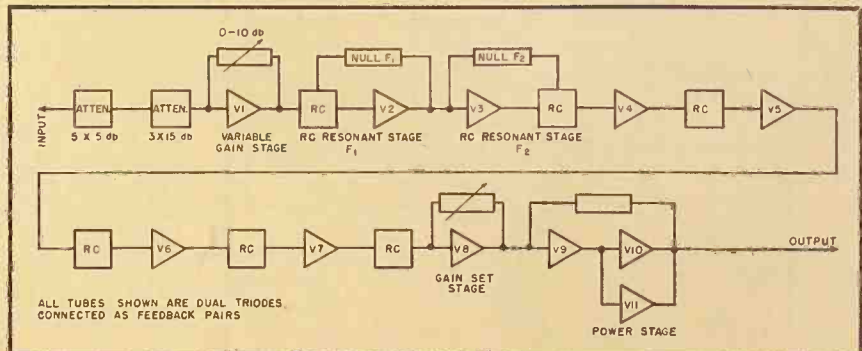 0-10 db
NULL F₁
NULL F₂
INPUT
ATTEN.
ATTEN.
V1
RC
V2
V3
RC
V4
RC
V5
5 X 5 db
3X15 db
VARIABLE
GAIN STAGE
RC RESONANT STAGE
F₁
RC RESONANT STAGE
F₂
RC
V6
RC
V7
RC
V8
V9
V10
OUTPUT
GAIN SET
STAGE
V11
POWER STAGE
ALL TUBES SHOWN ARE DUAL TRIODES
CONNECTED AS FEEDBACK PAIRS